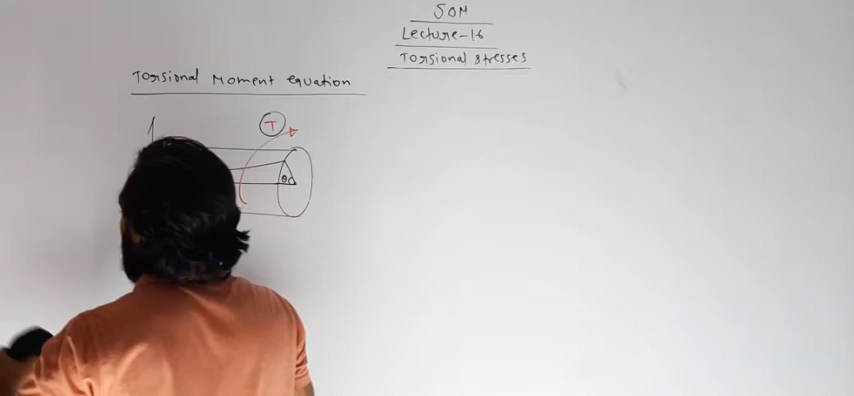 SOM
Lecture-16
Torsional stresses
Torsional Moment equation
T
θ